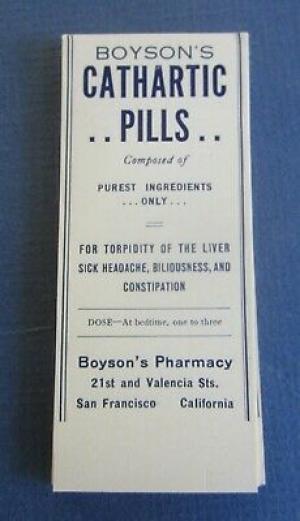 BOYSON'S
CATHARTIC
. . PILLS . .
Composed of
PUREST INGREDIENTS
. . . ONLY . . .
FOR TORPIDITY OF THE LIVER
SICK HEADACHE, BILIOUSNESS, AND
CONSTIPATION
DOSE—At bedtime, one to three
Boyson's Pharmacy
21st and Valencia Sts.
San Francisco California